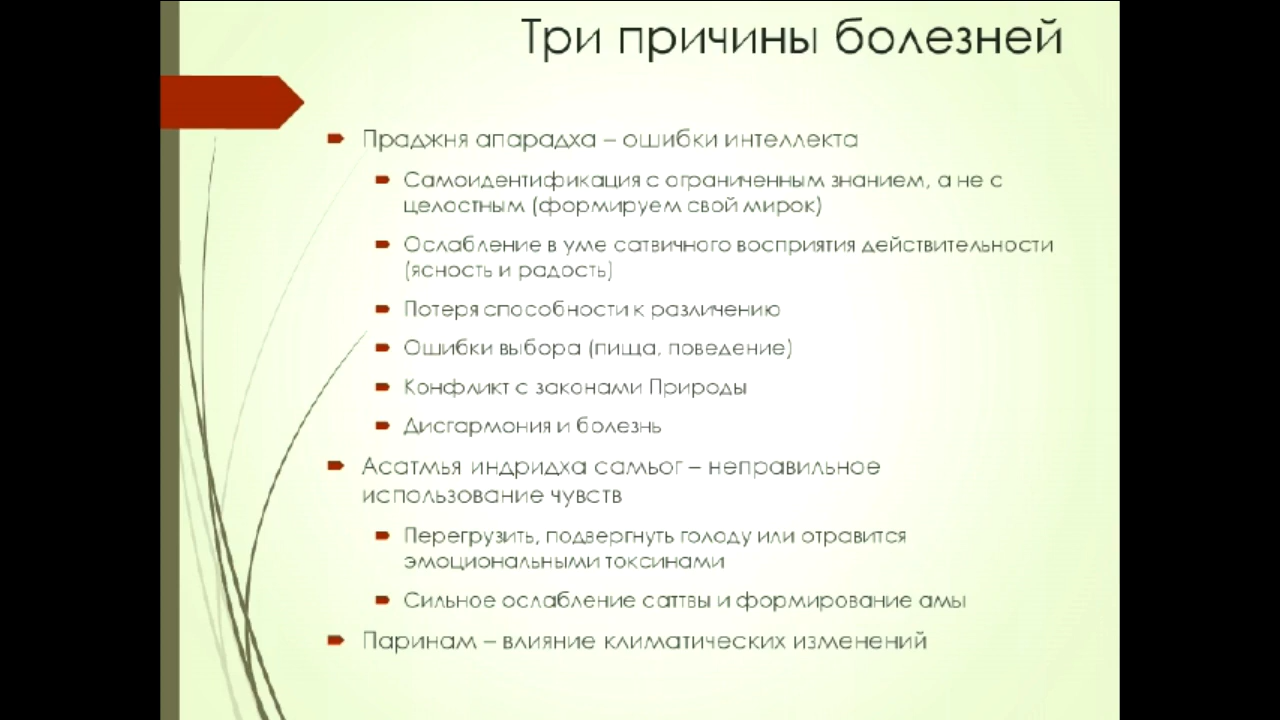 Три причины болезней
Праджня апарадха – ошибки интеллекта
Самоидентификация с ограниченным знанием, а не с
целостным (формируем свой мирок)
Ослабление в уме сатвичного восприятия действительности
(ясность и радость)
Потеря способности к различению
Ошибки выбора (пища, поведение)
Конфликт с законами Природы
Дисгармония и болезнь
Асатмья индридха самьог – неправильное
использование чувств
Перегрузить, подвергнуть голоду или отравится
эмоциональными токсинами
Сильное ослабление саттвы и формирование амы
Паринам – влияние климатических изменений